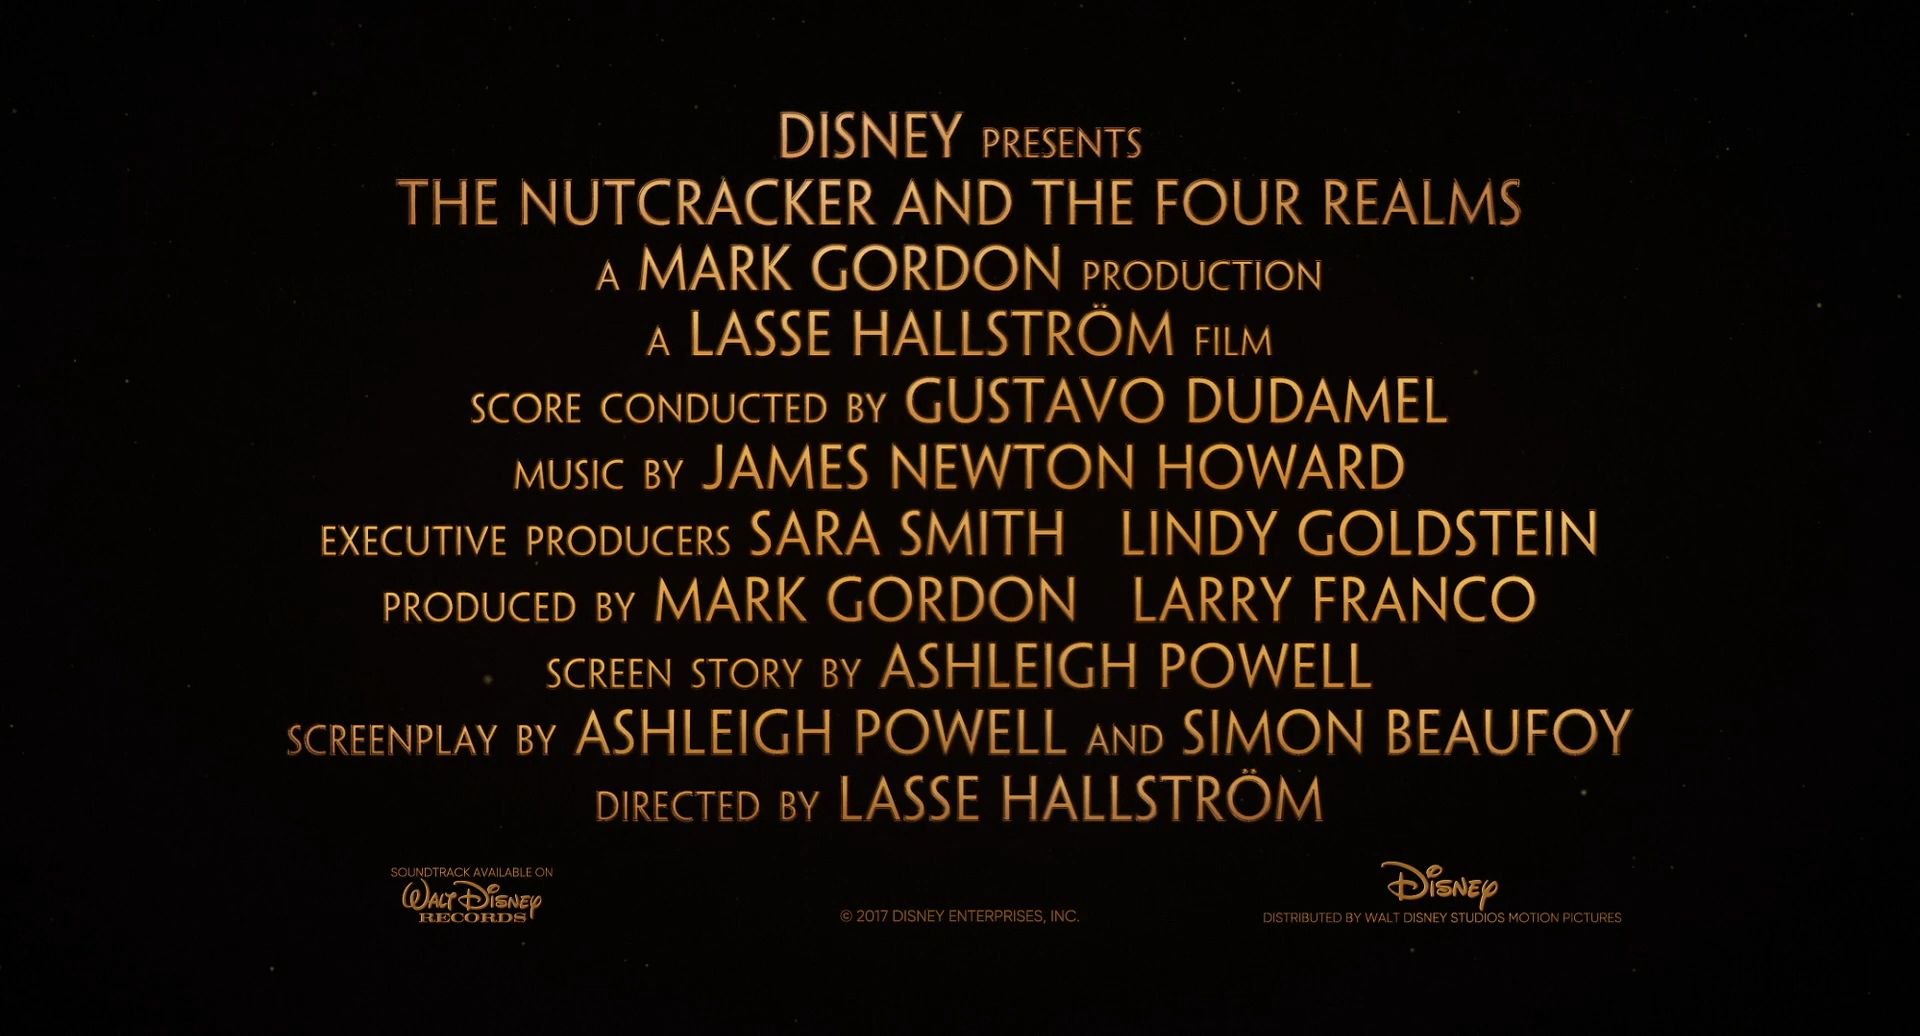 DISNEY PRESENTS
THE NUTCRACKER AND THE FOUR REALMS
A MARK GORDON PRODUCTION
A LASSE HALLSTRÖM FILM
SCORE CONDUCTED BY GUSTAVO DUDAMEL
MUSIC BY JAMES NEWTON HOWARD
EXECUTIVE PRODUCERS SARA SMITH LINDY GOLDSTEIN
PRODUCED BY MARK GORDON LARRY FRANCO
SCREEN STORY BY ASHLEIGH POWELL
SCREENPLAY BY ASHLEIGH POWELL AND SIMON BEAUFOY
DIRECTED BY LASSE HALLSTRÖM
SOUNDTRACK AVAILABLE ON
WALT DISNEY
RECORDS
© 2017 DISNEY ENTERPRISES, INC.
DISNEY
DISTRIBUTED BY WALT DISNEY STUDIOS MOTION PICTURES